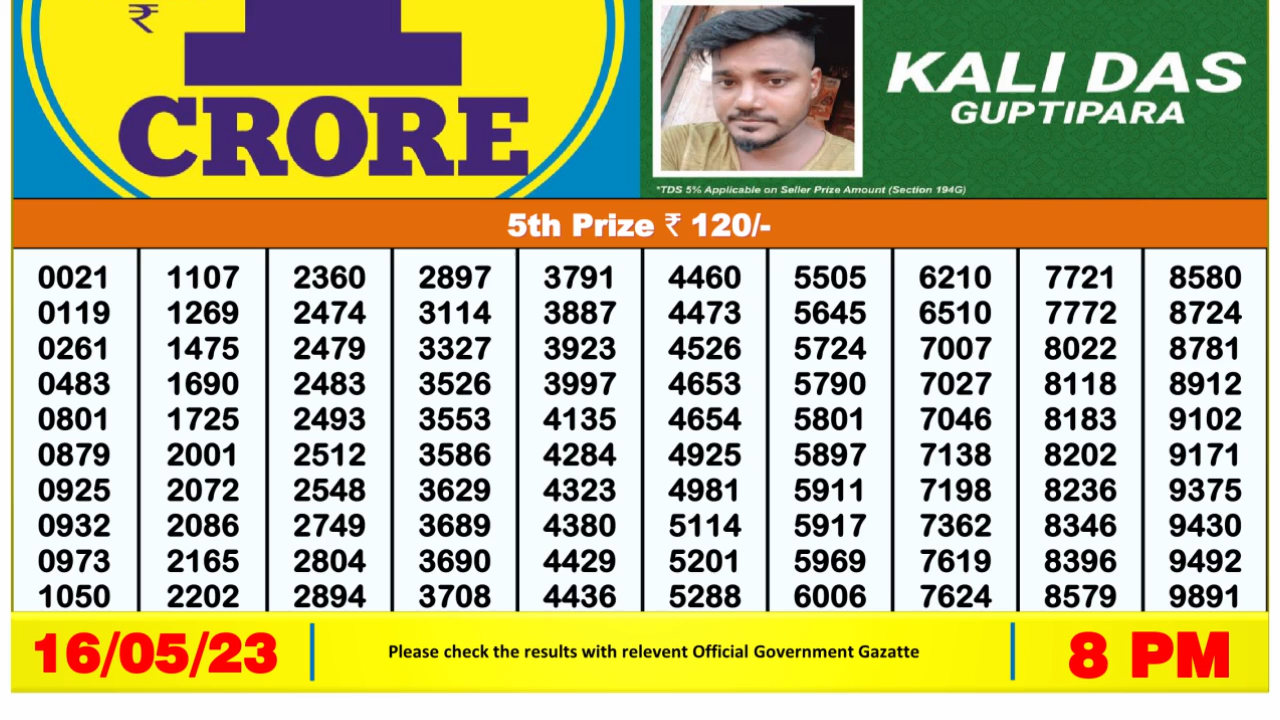 ₹ 1
CRORE
KALI DAS
GUPTIPARA
*TDS 5% Applicable on Seller Prize Amount (Section 194G)
5th Prize ₹ 120/-
0021 1107 2360 2897 3791 4460 5505 6210 7721 8580
0119 1269 2474 3114 3887 4473 5645 6510 7772 8724
0261 1475 2479 3327 3923 4526 5724 7007 8022 8781
0483 1690 2483 3526 3997 4653 5790 7027 8118 8912
0801 1725 2493 3553 4135 4654 5801 7046 8183 9102
0879 2001 2512 3586 4284 4925 5897 7138 8202 9171
0925 2072 2548 3629 4323 4981 5911 7198 8236 9375
0932 2086 2749 3689 4380 5114 5917 7362 8346 9430
0973 2165 2804 3690 4429 5201 5969 7619 8396 9492
1050 2202 2894 3708 4436 5288 6006 7624 8579 9891
16/05/23
Please check the results with relevent Official Government Gazatte
8 PM